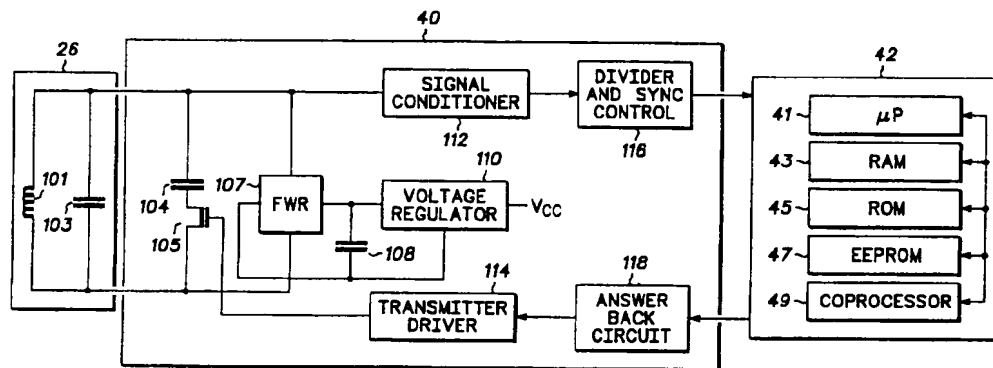 40
26
42
SIGNAL
CONDITIONER
112
DIVIDER
AND SYNC
CONTROL
116
41
μP
43
RAM
45
ROM
47
EEPROM
49
COPROCESSOR
101
103
104
105
107
FWR
108
110
VOLTAGE
REGULATOR
VCC
114
TRANSMITTER
DRIVER
118
ANSWER
BACK
CIRCUIT